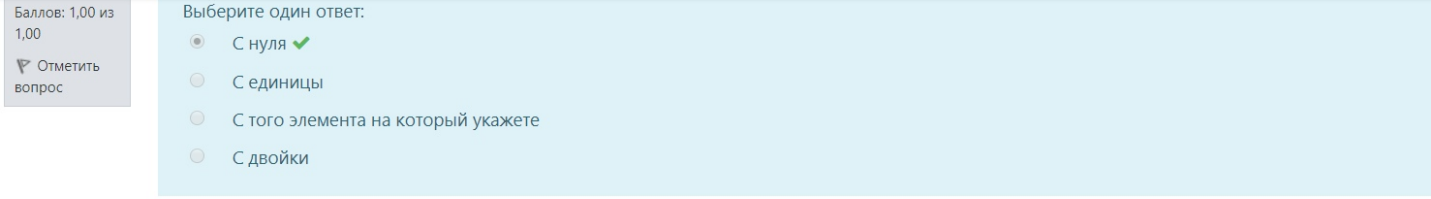 Баллов: 1,00 из
1,00
Отметить
вопрос
Выберите один ответ:
С нуля
С единицы
С того элемента на который укажете
С двойки